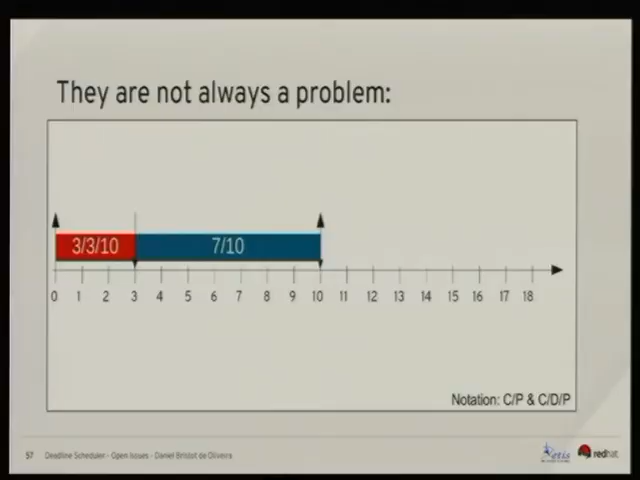 They are not always a problem:
3/3/10
7/10
0 1 2 3 4 5 6 7 8 9 10 11 12 13 14 15 16 17 18
Notation: C/P & C/D/P
57 Deadline Scheduler - Open Issues - Daniel Bristot de Oliveira
Retis
redhat